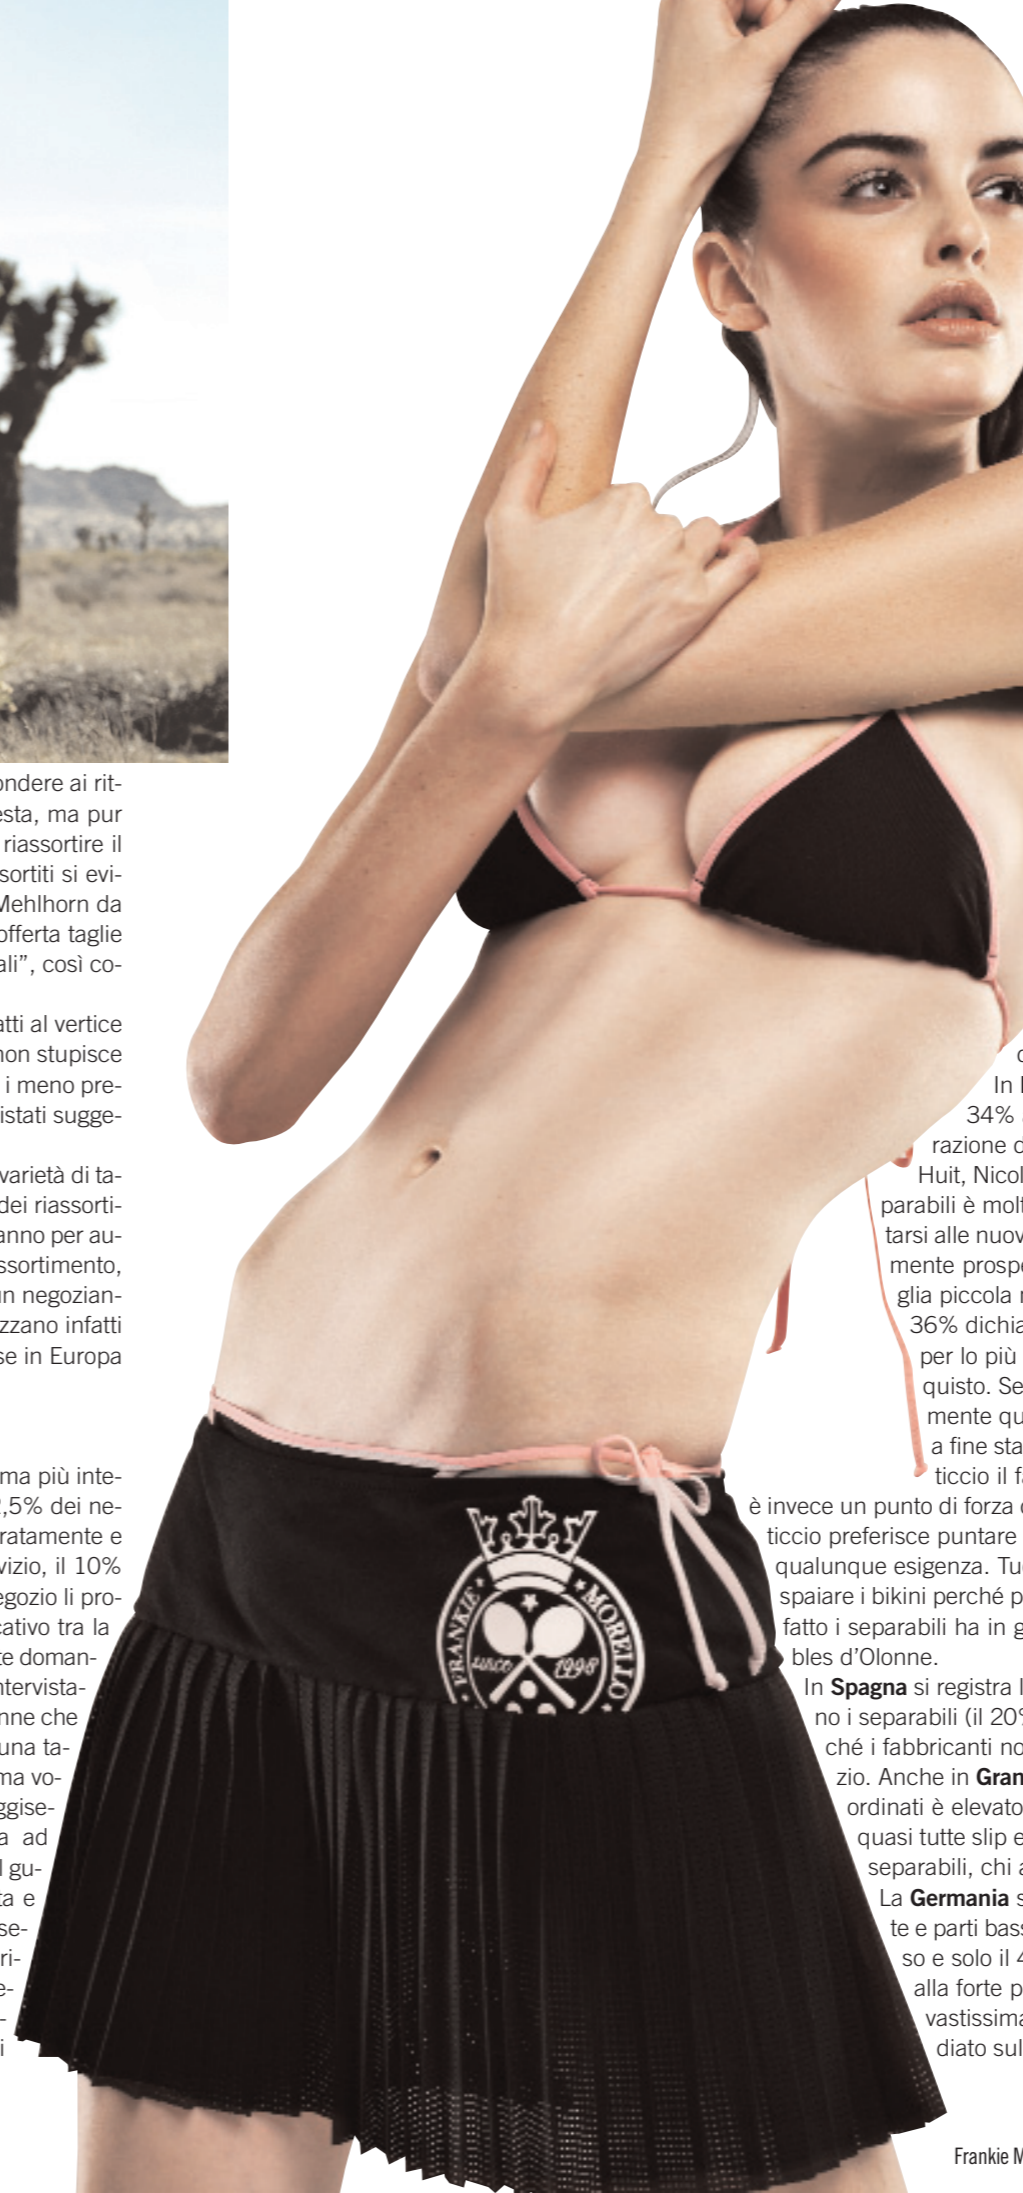 ondere ai rit-
esta, ma pur
riassortire il
sortiti si evi-
Mehlhorn da
offerta taglie
ali”, così co-
atti al vertice
non stupisce
i meno pre-
istati sugge-
varietà di ta-
dei riassorti-
anno per au-
ssortimento,
un negozian-
zzano infatti
se in Europa
ma più inte-
2,5% dei ne-
ratamente e
vizio, il 10%
egozio li pro-
cativo tra la
te doman-
ntervista-
nne che
una ta-
ma vo-
ggise-
a ad
l gu-
ta e
se-
ri-
e-
-
i
FRANKIE ★ MORELLO
since 1998
In
34%
razione d
Huit, Nicol
parabili è molt
tarsi alle nuov
mente prospe
glia piccola
36% dichia
per lo più
quisto. Se
mente qu
a fine sta
ticcio il fa
è invece un punto di forza
ticcio preferisce puntare
qualunque esigenza. Tu
spaiare i bikini perché p
fatto i separabili ha in g
bles d’Olonne.
In Spagna si registra l
no i separabili (il 20%
ché i fabbricanti no
zio. Anche in Gran
ordinati è elevato
quasi tutte slip e
separabili, chi a
La Germania s
te e parti bass
so e solo il 4
alla forte p
vastissima
diato sul
Frankie M